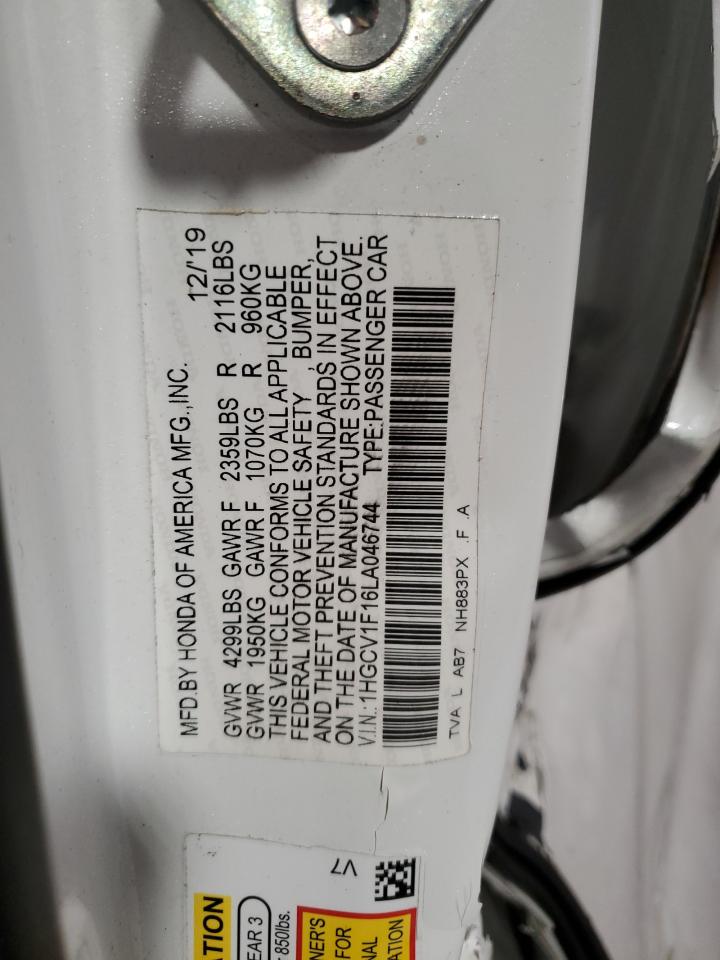 MFD.BY HONDA OF AMERICA MFG.,INC. 12/'19
GVWR 4299LBS GAWR F 2359LBS R 2116LBS
GVWR 1950KG GAWR F 1070KG R 960KG
THIS VEHICLE CONFORMS TO ALL APPLICABLE
FEDERAL MOTOR VEHICLE SAFETY , BUMPER,
AND THEFT PREVENTION STANDARDS IN EFFECT
ON THE DATE OF MANUFACTURE SHOWN ABOVE.
V.I.N.:1HGCV1F16LA046744 TYPE:PASSENGER CAR
TVA L AB7 NH883PX .F .A
V7
ATION
EAR 3
850lbs.
NER'S
FOR
NAL
ATION